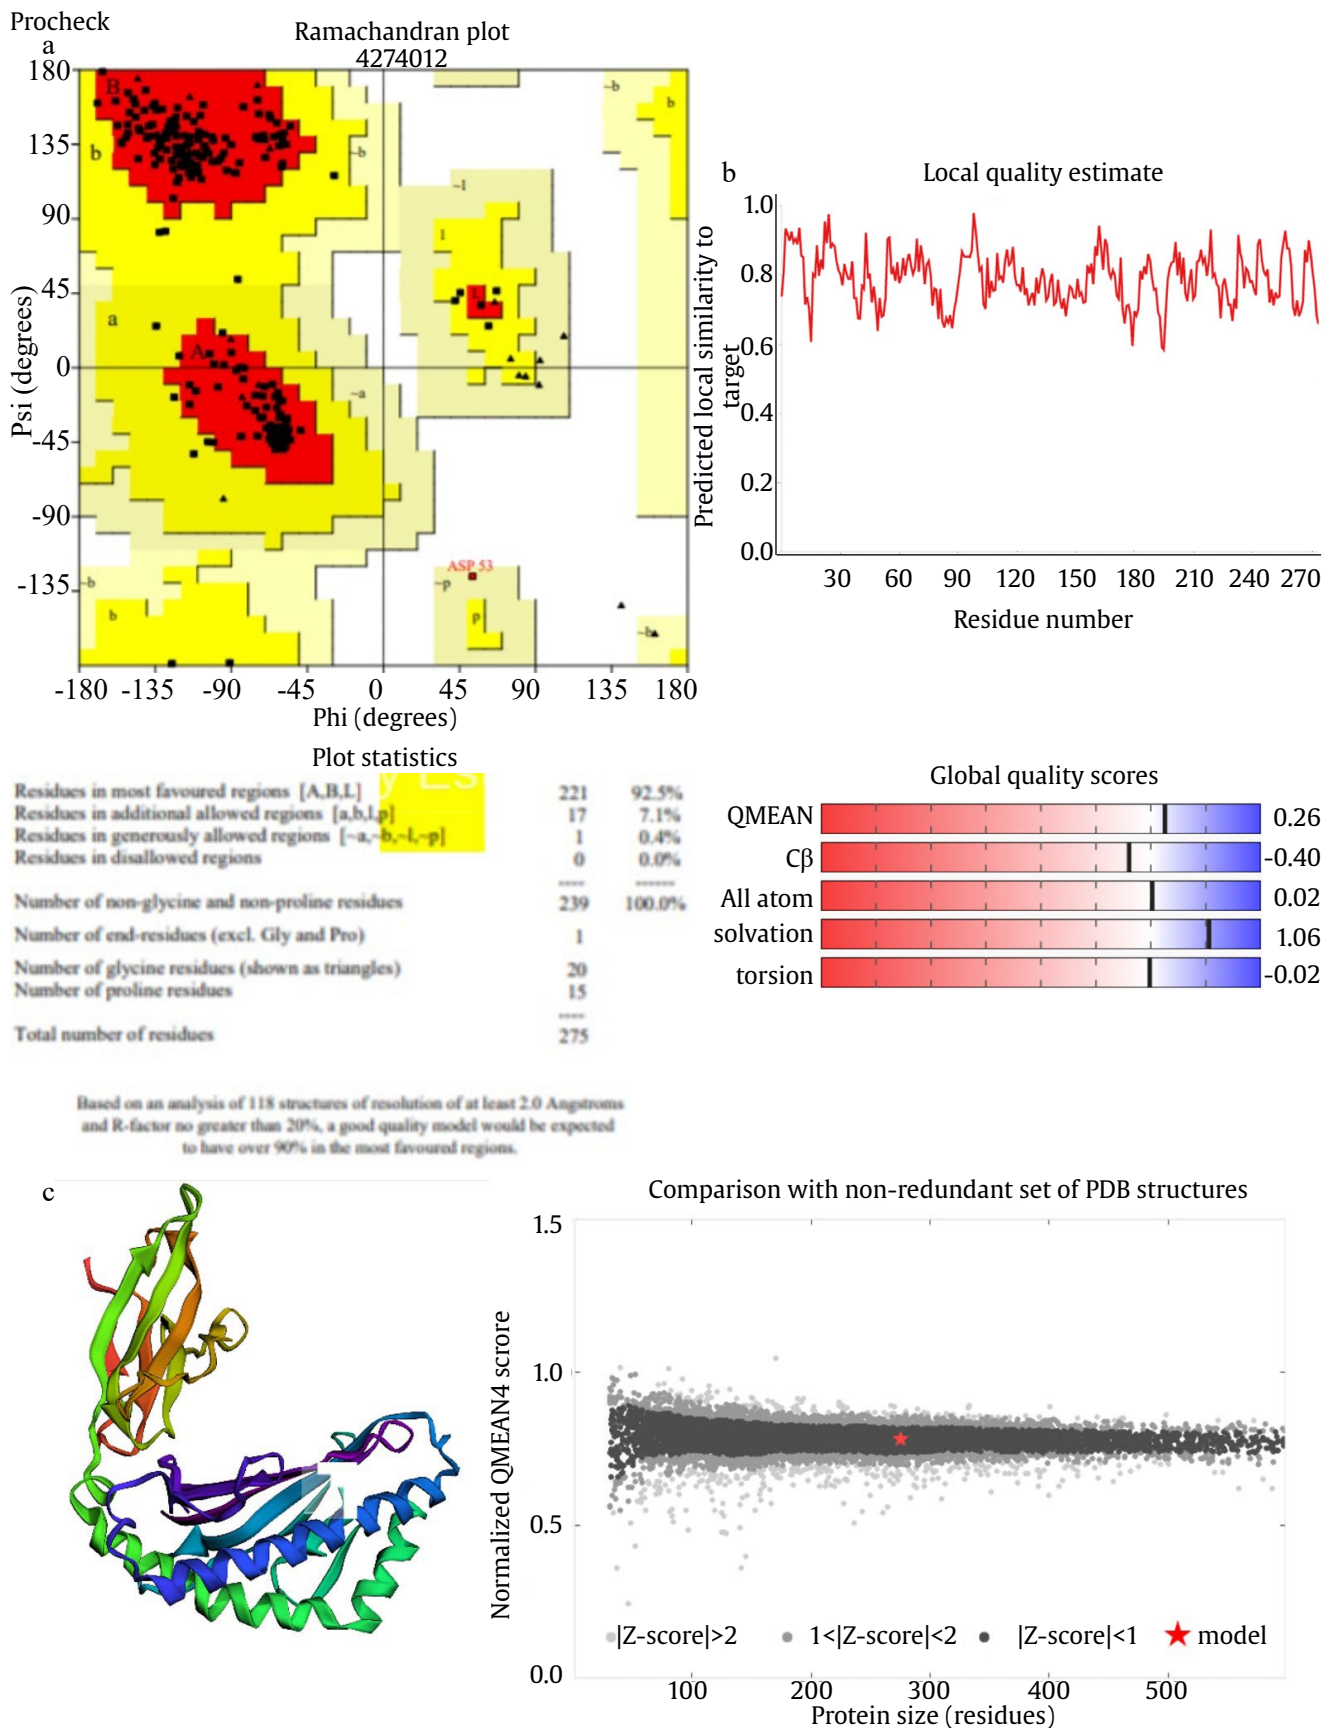 Procheck
a
Ramachandran plot
4274012
180
135
90
45
0
-45
-90
-135
Psi (degrees)
B
b
~b
~l
l
L
a
A
~a
ASP 53
~p
p
~b
b
~b
b
~b
-180 -135 -90 -45 0 45 90 135 180
Phi (degrees)
b
Local quality estimate
Predicted local similarity to
target
1.0
0.8
0.6
0.4
0.2
0.0
30 60 90 120 150 180 210 240 270
Residue number
Plot statistics
Residues in most favoured regions [A,B,L] 221 92.5%
Residues in additional allowed regions [a,b,l,p] 17 7.1%
Residues in generously allowed regions [~a,~b,~l,~p] 1 0.4%
Residues in disallowed regions 0 0.0%
---- ------
Number of non-glycine and non-proline residues 239 100.0%
Number of end-residues (excl. Gly and Pro) 1
Number of glycine residues (shown as triangles) 20
Number of proline residues 15
----
Total number of residues 275
Based on an analysis of 118 structures of resolution of at least 2.0 Angstroms
and R-factor no greater than 20%, a good quality model would be expected
to have over 90% in the most favoured regions.
Global quality scores
QMEAN 0.26
Cβ -0.40
All atom 0.02
solvation 1.06
torsion -0.02
c
Comparison with non-redundant set of PDB structures
Normalized QMEAN4 scrore
1.5
1.0
0.5
0.0
|Z-score|>2 1<|Z-score|<2 |Z-score|<1 model
100 200 300 400 500
Protein size (residues)